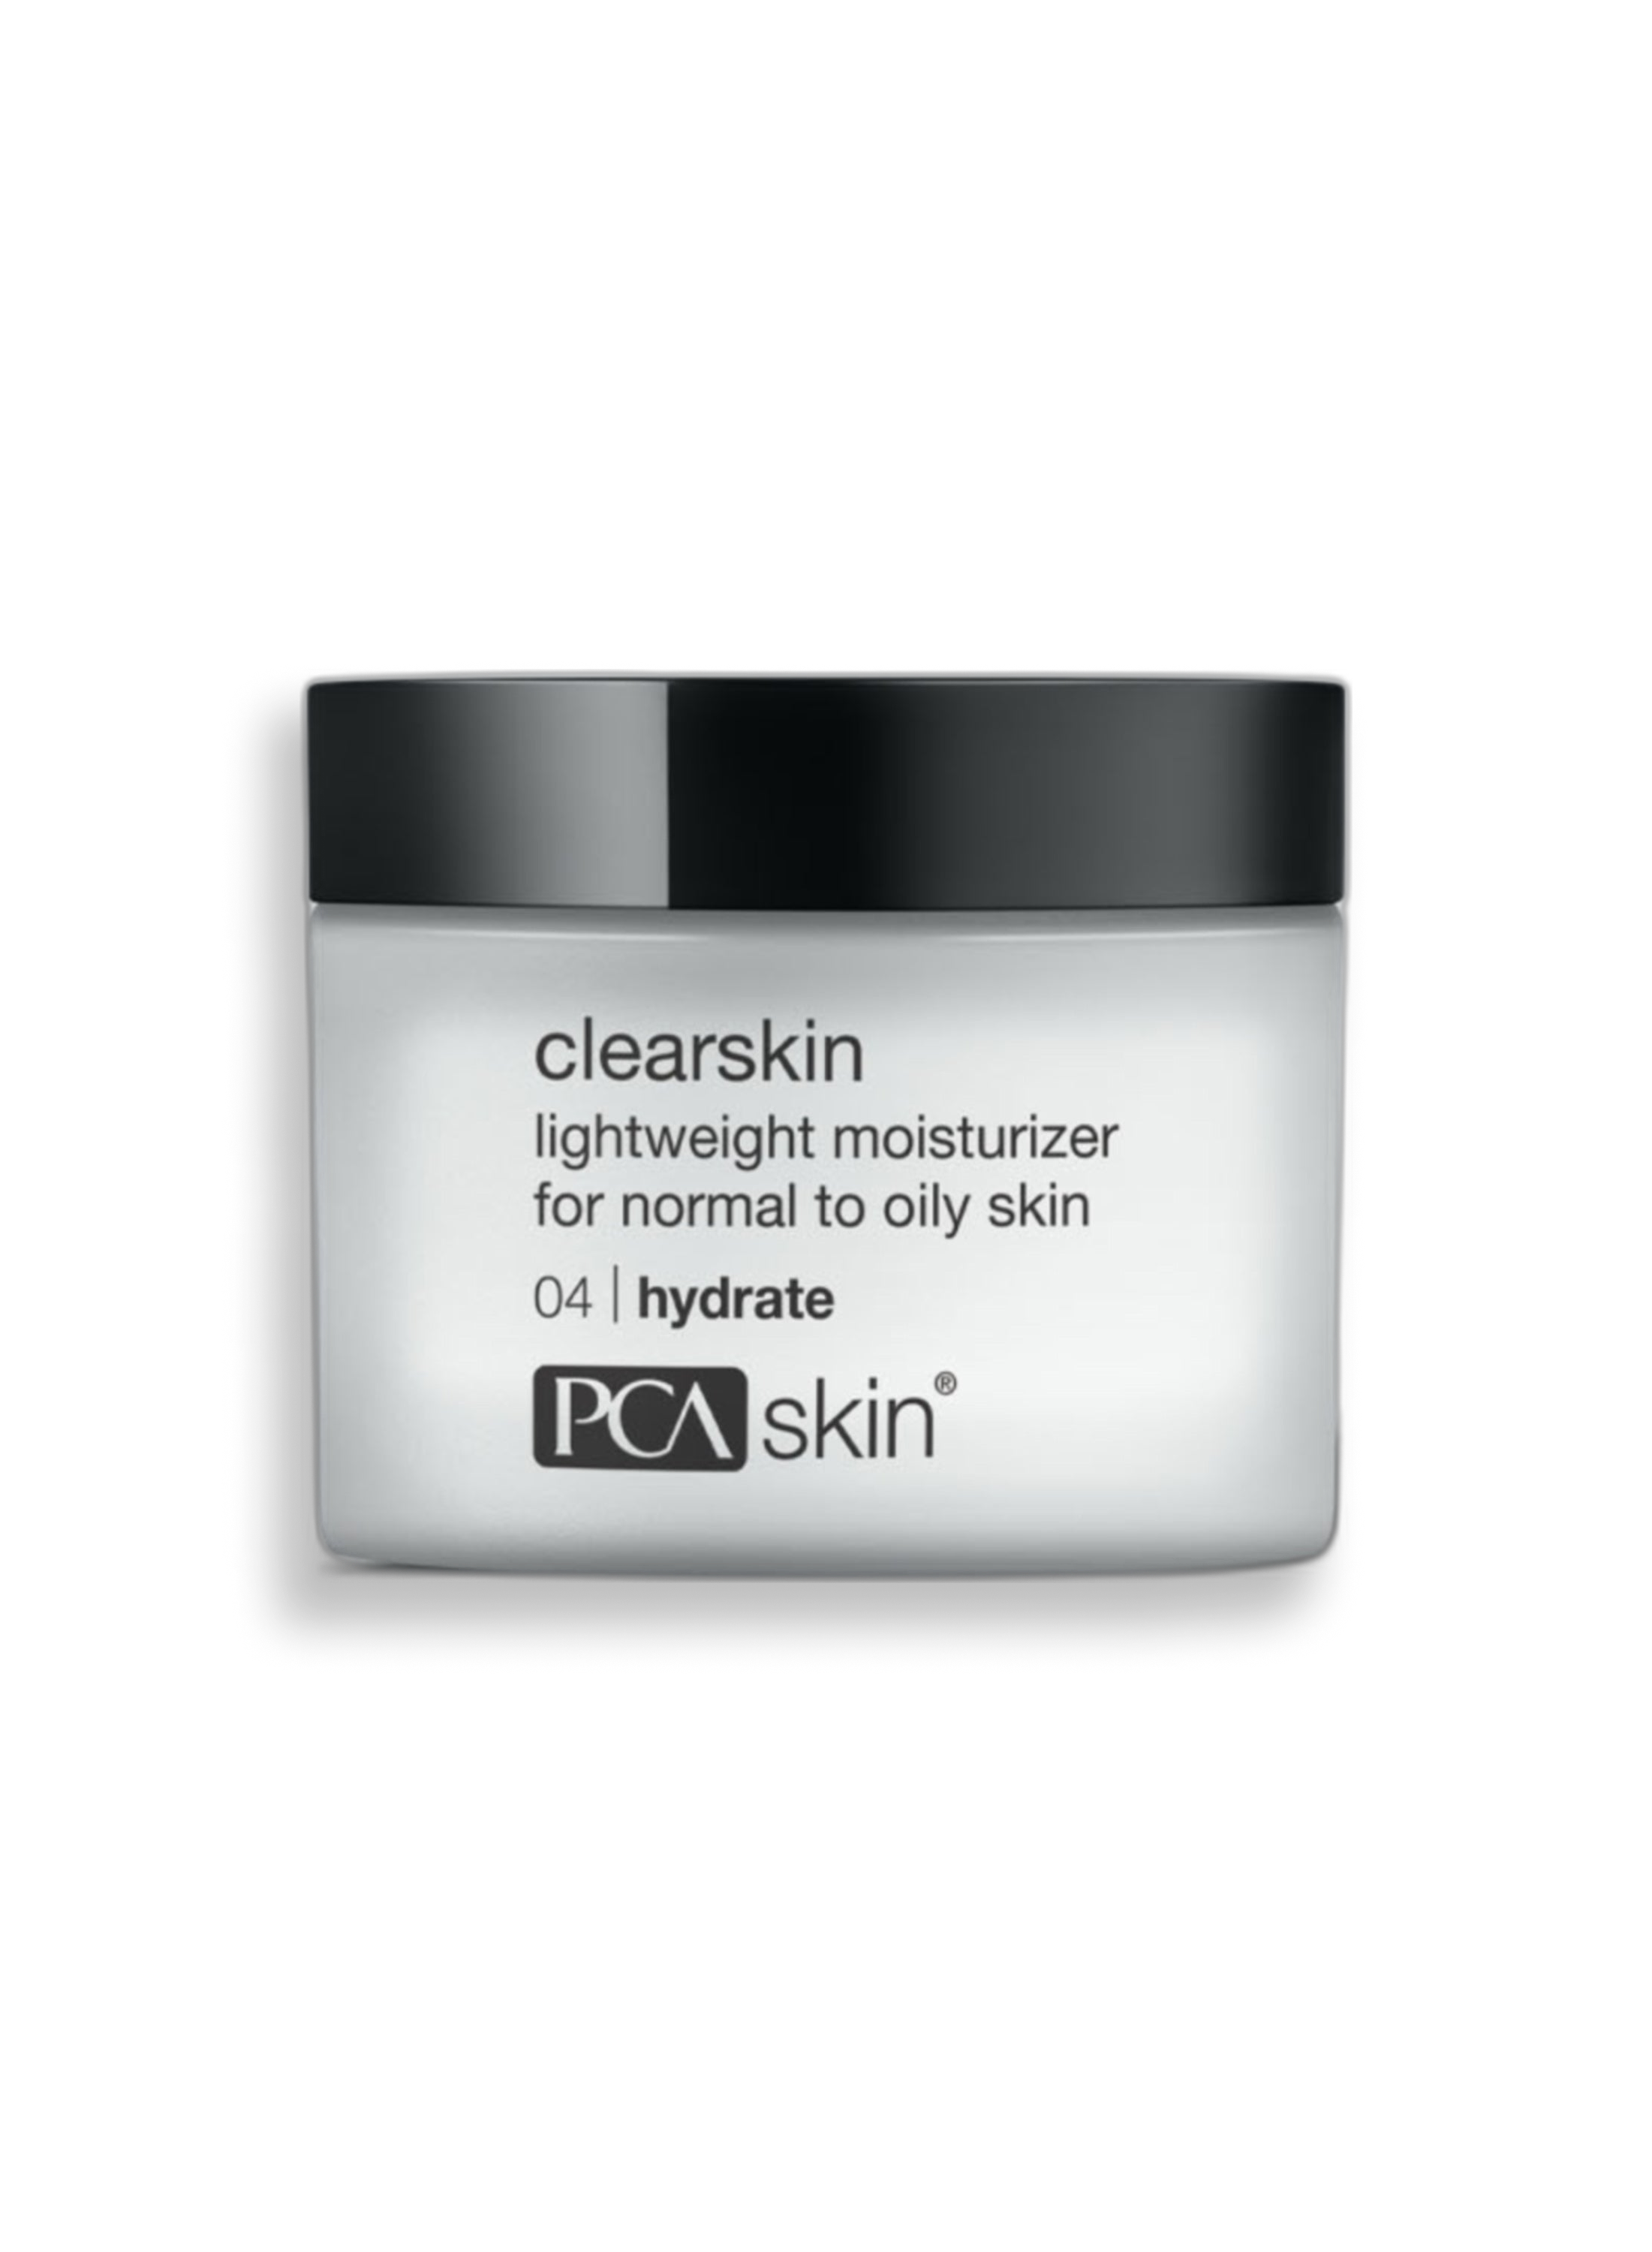 clearskin
lightweight moisturizer
for normal to oily skin
04 | hydrate
PCA skin®